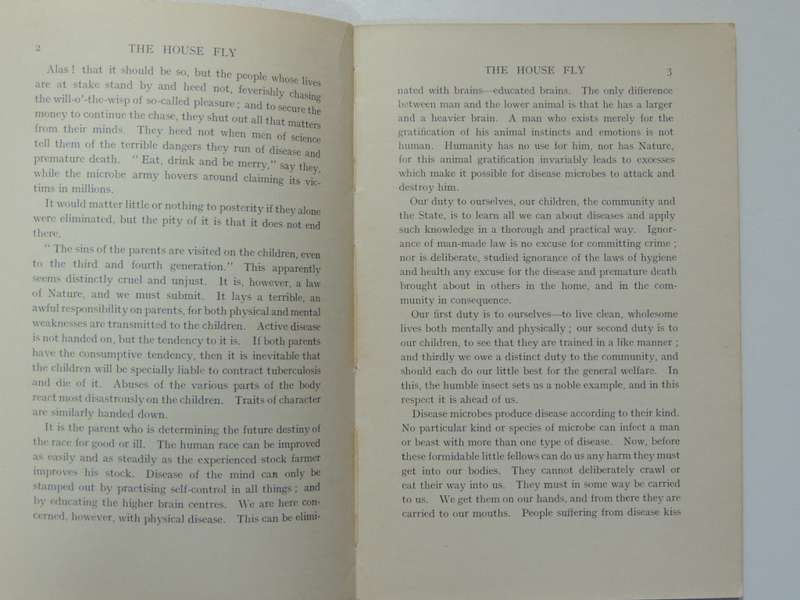 2
THE HOUSE FLY
Alas! that it should be so, but the people whose lives
are at stake stand by and heed not, feverishly chasing
the will-o'-the-wisp of so-called pleasure; and to secure the
money to continue the chase, they shut out all that matters
from their minds. They heed not when men of science
tell them of the terrible dangers they run of disease and
premature death. "Eat, drink and be merry," say they,
while the microbe army hovers around claiming its vic-
tims in millions.
It would matter little or nothing to posterity if they alone
were eliminated, but the pity of it is that it does not end
there.
"The sins of the parents are visited on the children, even
to the third and fourth generation." This apparently
seems distinctly cruel and unjust. It is, however, a law
of Nature, and we must submit. It lays a terrible, an
awful responsibility on parents, for both physical and mental
weaknesses are transmitted to the children. Active disease
is not handed on, but the tendency to it is. If both parents
have the consumptive tendency, then it is inevitable that
the children will be specially liable to contract tuberculosis
and die of it. Abuses of the various parts of the body
react most disastrously on the children. Traits of character
are similarly handed down.
It is the parent who is determining the future destiny of
the race for good or ill. The human race can be improved
as easily and as steadily as the experienced stock farmer
improves his stock. Disease of the mind can only be
stamped out by practising self-control in all things; and
by educating the higher brain centres. We are here con-
cerned, however, with physical disease. This can be elimi-
THE HOUSE FLY
3
nated with brains—educated brains. The only difference
between man and the lower animal is that he has a larger
and a heavier brain. A man who exists merely for the
gratification of his animal instincts and emotions is not
human. Humanity has no use for him, nor has Nature,
for this animal gratification invariably leads to excesses
which make it possible for disease microbes to attack and
destroy him.
Our duty to ourselves, our children, the community and
the State, is to learn all we can about diseases and apply
such knowledge in a thorough and practical way. Ignor-
ance of man-made law is no excuse for committing crime;
nor is deliberate, studied ignorance of the laws of hygiene
and health any excuse for the disease and premature death
brought about in others in the home, and in the com-
munity in consequence.
Our first duty is to ourselves—to live clean, wholesome
lives both mentally and physically; our second duty is to
our children, to see that they are trained in a like manner;
and thirdly we owe a distinct duty to the community, and
should each do our little best for the general welfare. In
this, the humble insect sets us a noble example, and in this
respect it is ahead of us.
Disease microbes produce disease according to their kind.
No particular kind or species of microbe can infect a man
or beast with more than one type of disease. Now, before
these formidable little fellows can do us any harm they must
get into our bodies. They cannot deliberately crawl or
eat their way into us. They must in some way be carried
to us. We get them on our hands, and from there they are
carried to our mouths. People suffering from disease kiss